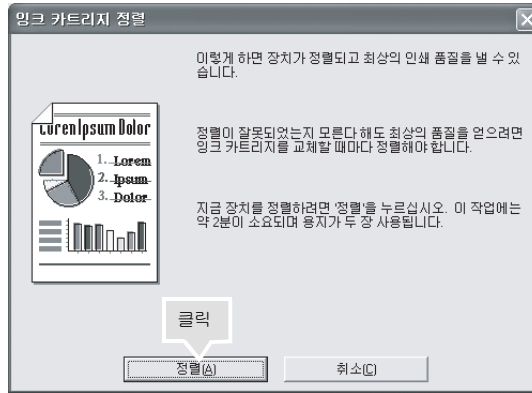 잉크 카트리지 정렬
이렇게 하면 장치가 정렬되고 최상의 인쇄 품질을 낼 수 있
습니다.
정렬이 잘못되었는지 모른다 해도 최상의 품질을 얻으려면
잉크 카트리지를 교체할 때마다 정렬해야 합니다.
지금 장치를 정렬하려면 '정렬'을 누르십시오. 이 작업에는
약 2분이 소요되며 용지가 두 장 사용됩니다.
LorenIpsum Dolor
1. Lorem
2. Ipsum
3. Dolor
클릭
정렬(A)
취소(C)